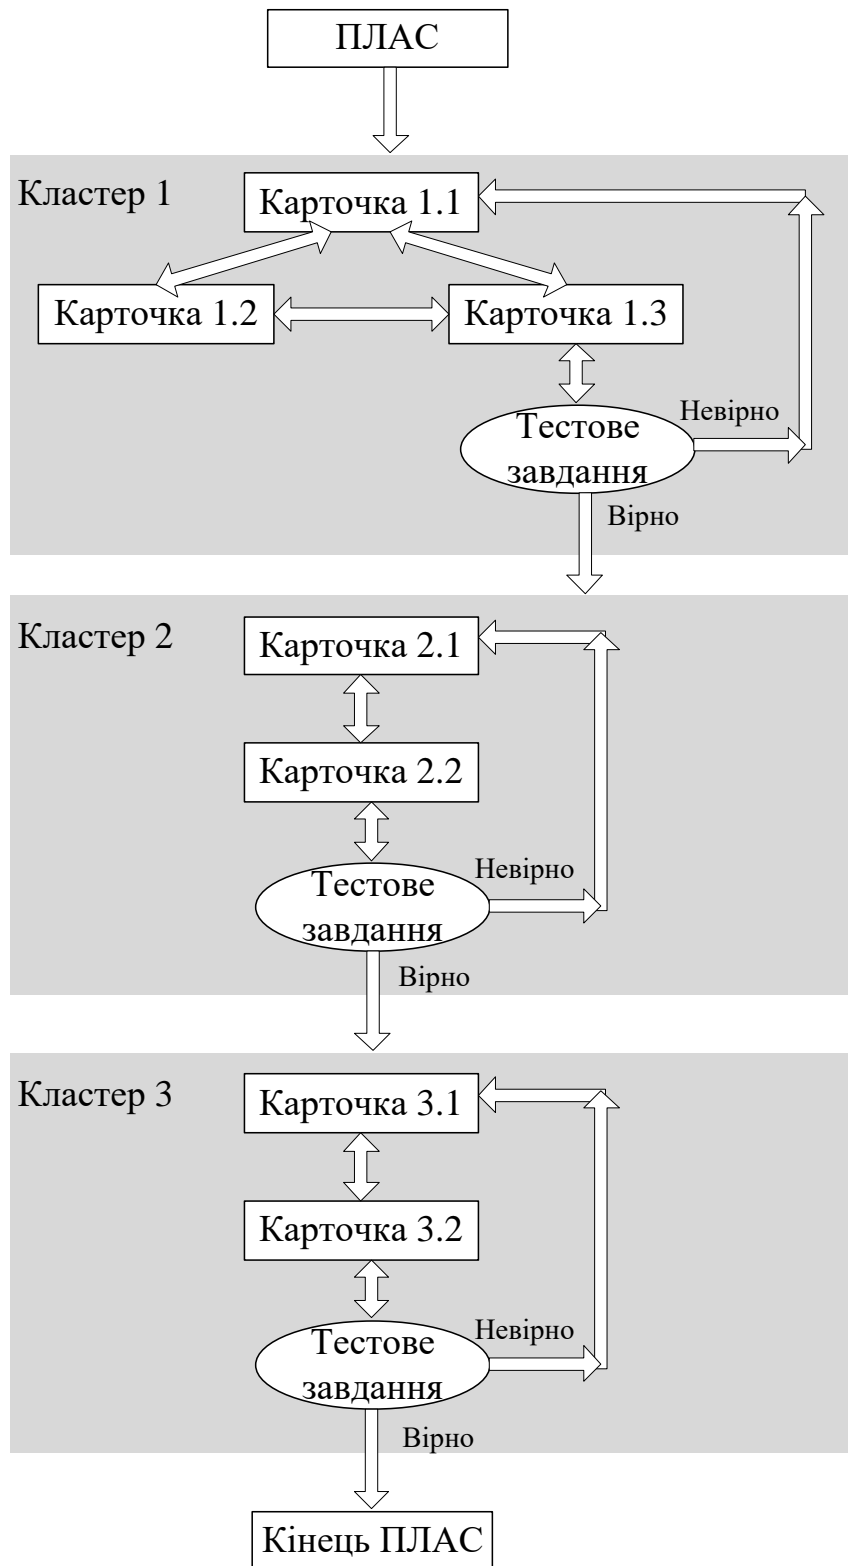 ПЛАС
Кластер 1
Карточка 1.1
Карточка 1.2
Карточка 1.3
Тестове
завдання
Невірно
Вірно
Кластер 2
Карточка 2.1
Карточка 2.2
Тестове
завдання
Невірно
Вірно
Кластер 3
Карточка 3.1
Карточка 3.2
Тестове
завдання
Невірно
Вірно
Кінець ПЛАС